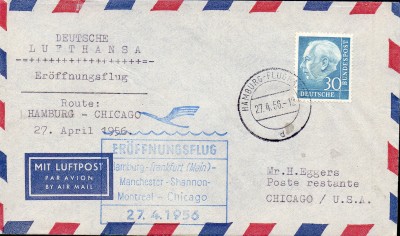 DEUTSCHE
LUFTHANSA
Eröffnungsflug
Route:
HAMBURG - CHICAGO
27. April 1956.
MIT LUFTPOST
PAR AVION
BY AIR MAIL
ERÖFFNUNGSFLUG
Hamburg-Frankfurt (Main)-
Manchester-Shannon-
Montreal - Chicago
27.4.1956
HAMBURG-FLUGH
27.4.56
30
DEUTSCHE
BUNDESPOST
Mr.H.Eggers
Poste restante
CHICAGO / U.S.A.